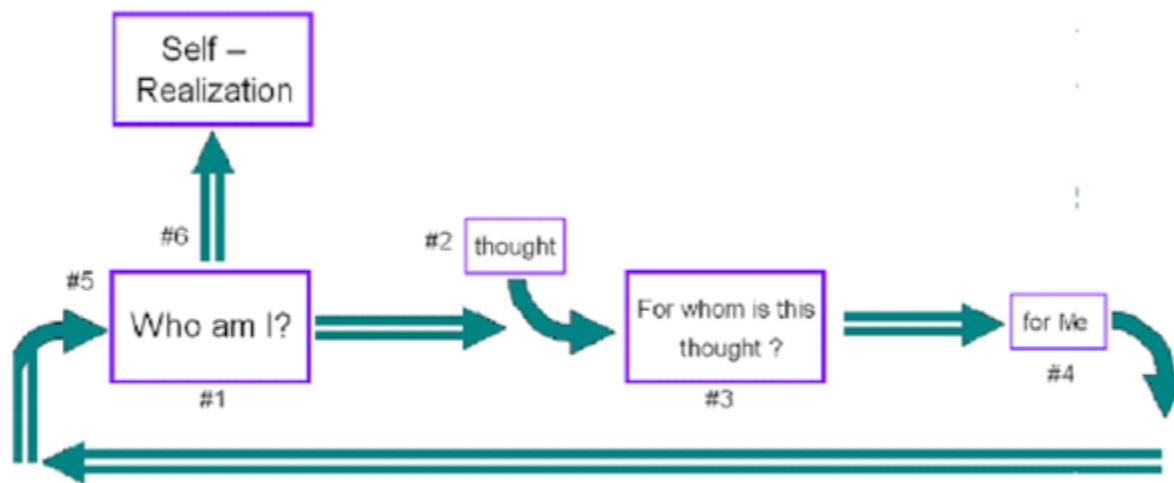 Self –
Realization
#6
#2
thought
#5
Who am I?
For whom is this
thought ?
for Me
#1
#3
#4